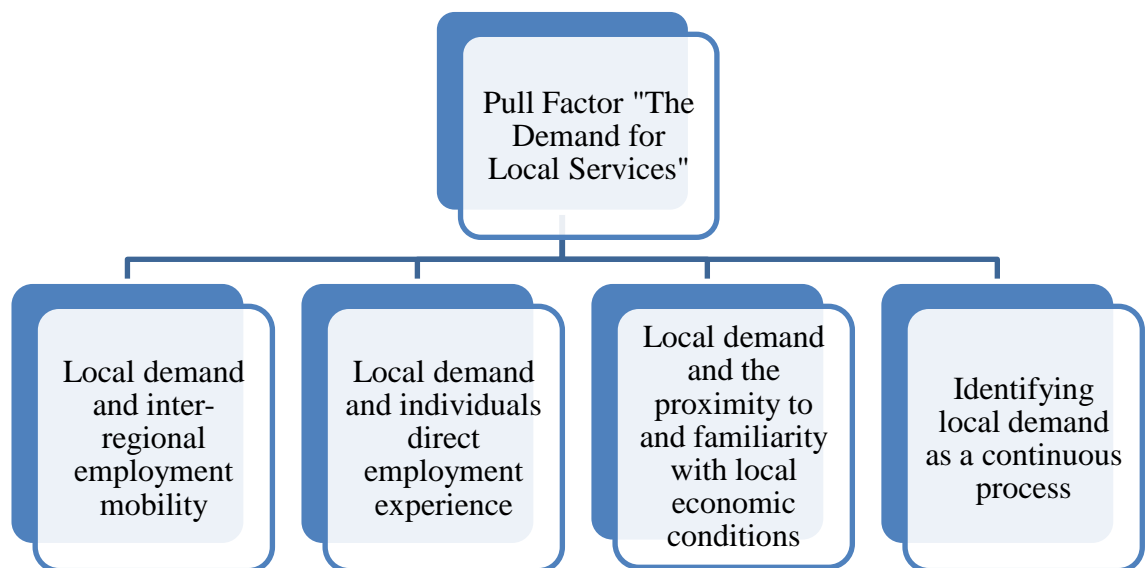 Pull Factor "The
Demand for
Local Services"
Local demand
and inter-
regional
employment
mobility
Local demand
and individuals
direct
employment
experience
Local demand
and the
proximity to
and familiarity
with local
economic
conditions
Identifying
local demand
as a continuous
process